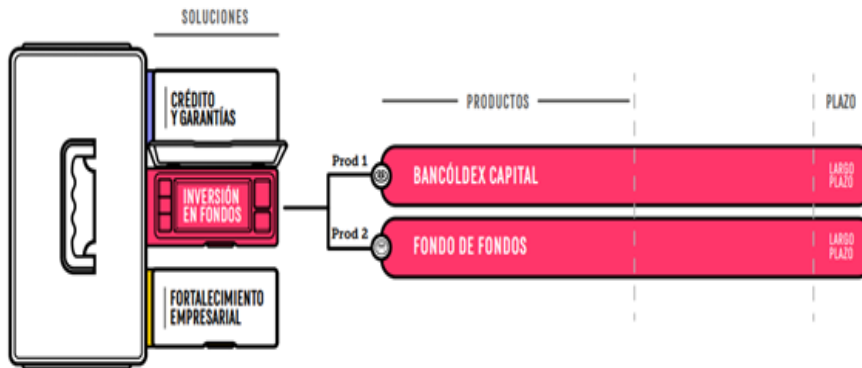 SOLUCIONES
CRÉDITO
Y GARANTÍAS
INVERSIÓN
EN FONDOS
FORTALECIMIENTO
EMPRESARIAL
PRODUCTOS
PLAZO
Prod 1
BANCÓLDEX CAPITAL
LARGO
PLAZO
Prod 2
FONDO DE FONDOS
LARGO
PLAZO